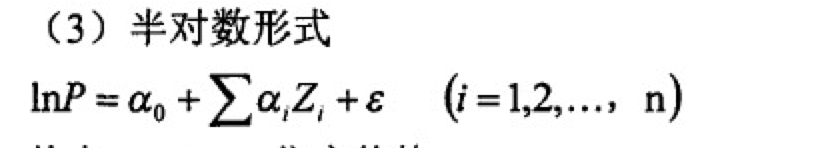 （3）半对数形式
lnP = α₀ + ∑αᵢZᵢ + ε （i = 1,2,…，n）